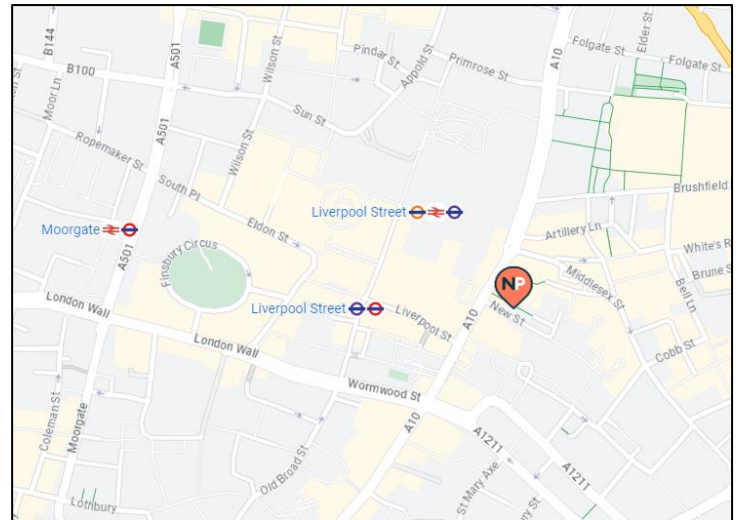 B144
Moor Ln
B100
A501
Wilson St
Pindar St
Appold St
Primrose St
A10
Elder St
Folgate St
Folgate St
Sun St
Ropemaker St
A501
Wilson St
South Pl
Eldon St
Moorgate
A501
Finsbury Circus
Liverpool Street
Brushfield
Artillery Ln
White's R
Brune S
Middlesex St
Bell Ln
NP
New St
A10
Liverpool Street
Liverpool St
London Wall
London Wall
Wormwood St
Cobb St
Coleman St
Moorgate
A10
A1211
A1211
Old Broad St
St Mary Axe
ry St
Lothbury